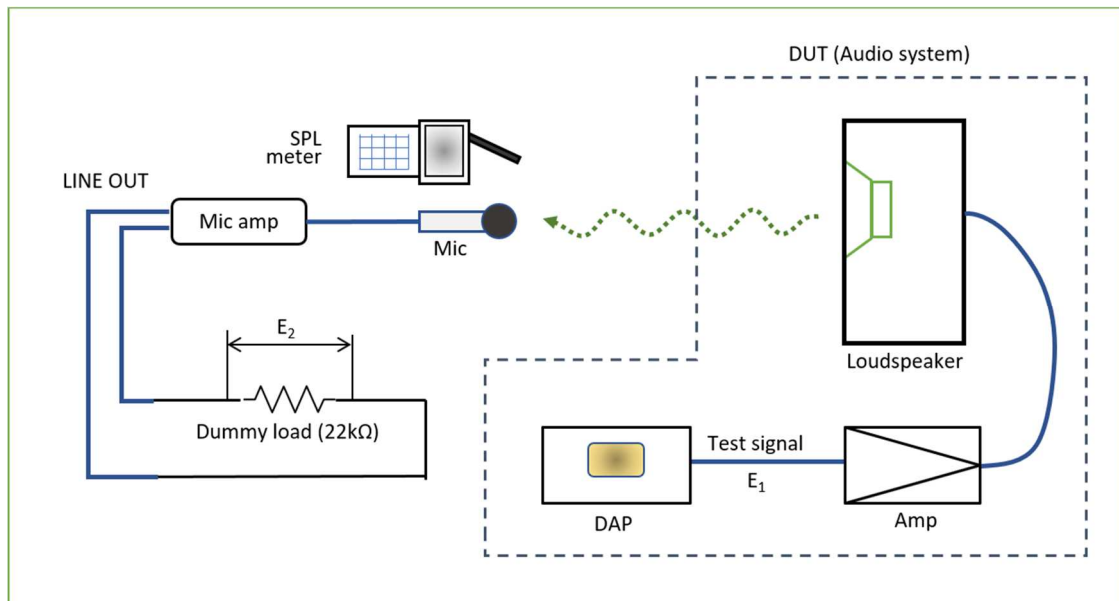 DUT (Audio system)
SPL
meter
LINE OUT
Mic amp
Mic
E₂
Dummy load (22kΩ)
Loudspeaker
Test signal
E₁
DAP
Amp